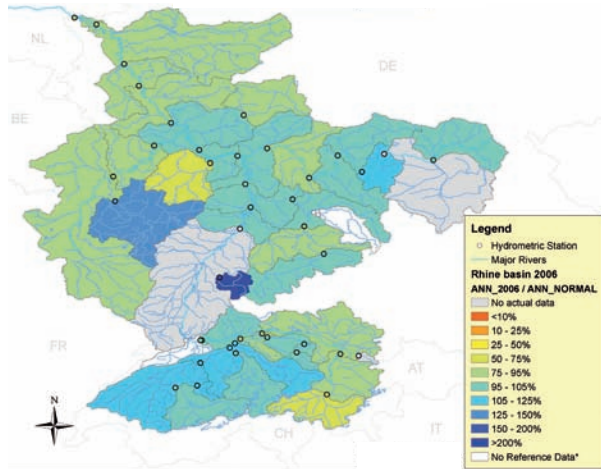 NL
DE
BE
FR
AT
CH
IT
N
Legend
Hydrometric Station
Major Rivers
Rhine basin 2006
ANN_2006 / ANN_NORMAL
No actual data
<10%
10 - 25%
25 - 50%
50 - 75%
75 - 95%
95 - 105%
105 - 125%
125 - 150%
150 - 200%
>200%
No Reference Data*